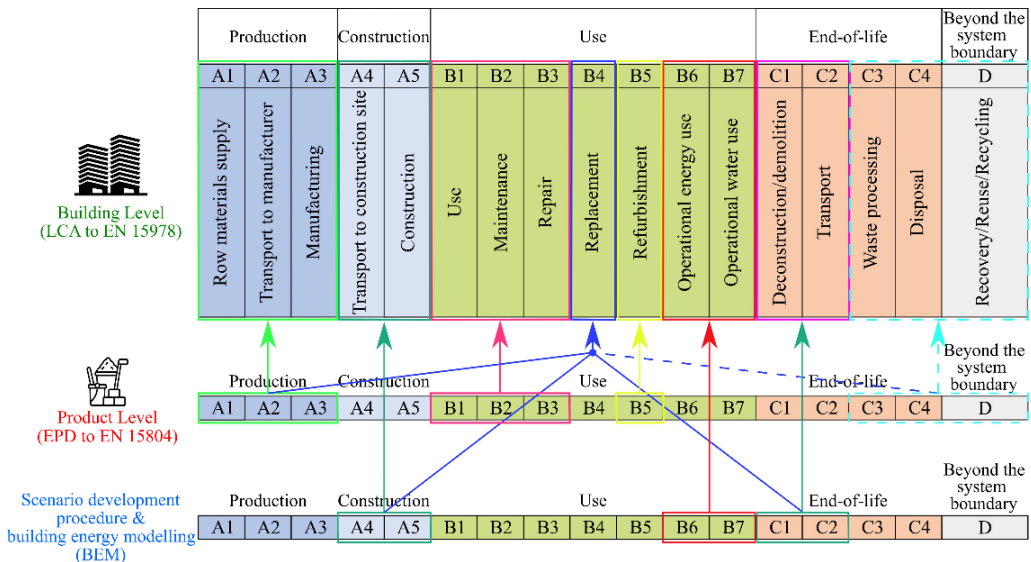 Production Construction Use End-of-life Beyond the
system
boundary
A1 A2 A3 A4 A5 B1 B2 B3 B4 B5 B6 B7 C1 C2 C3 C4 D
Row materials supply
Transport to manufacturer
Manufacturing
Transport to construction site
Construction
Use
Maintenance
Repair
Replacement
Refurbishment
Operational energy use
Operational water use
Deconstruction/demolition
Transport
Waste processing
Disposal
Recovery/Reuse/Recycling
Building Level
(LCA to EN 15978)
Production Construction Use End-of-life Beyond the
system
boundary
A1 A2 A3 A4 A5 B1 B2 B3 B4 B5 B6 B7 C1 C2 C3 C4 D
Product Level
(EPD to EN 15804)
Scenario development
procedure &
building energy modelling
(BEM)
Production Construction Use End-of-life Beyond the
system
boundary
A1 A2 A3 A4 A5 B1 B2 B3 B4 B5 B6 B7 C1 C2 C3 C4 D